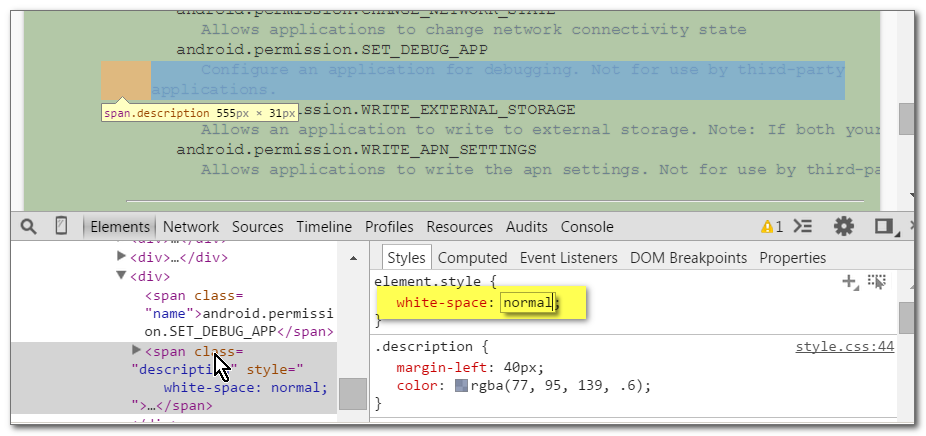 android.permission.CHANGE_NETWORK_STATE
Allows applications to change network connectivity state
android.permission.SET_DEBUG_APP
Configure an application for debugging. Not for use by third-party
applications.
span.description 555px × 31px
ission.WRITE_EXTERNAL_STORAGE
Allows an application to write to external storage. Note: If both your
android.permission.WRITE_APN_SETTINGS
Allows applications to write the apn settings. Not for use by third-pa
Elements Network Sources Timeline Profiles Resources Audits Console 1
<div>…</div>
▶<div>…</div>
▼<div>
<span class=
"name">android.permissi
on.SET_DEBUG_APP</span>
▶<span class=
"description" style="
white-space: normal;
">…</span>
</div>
Styles Computed Event Listeners DOM Breakpoints Properties
element.style {
white-space: normal;
}
.description { style.css:44
margin-left: 40px;
color: rgba(77, 95, 139, .6);
}